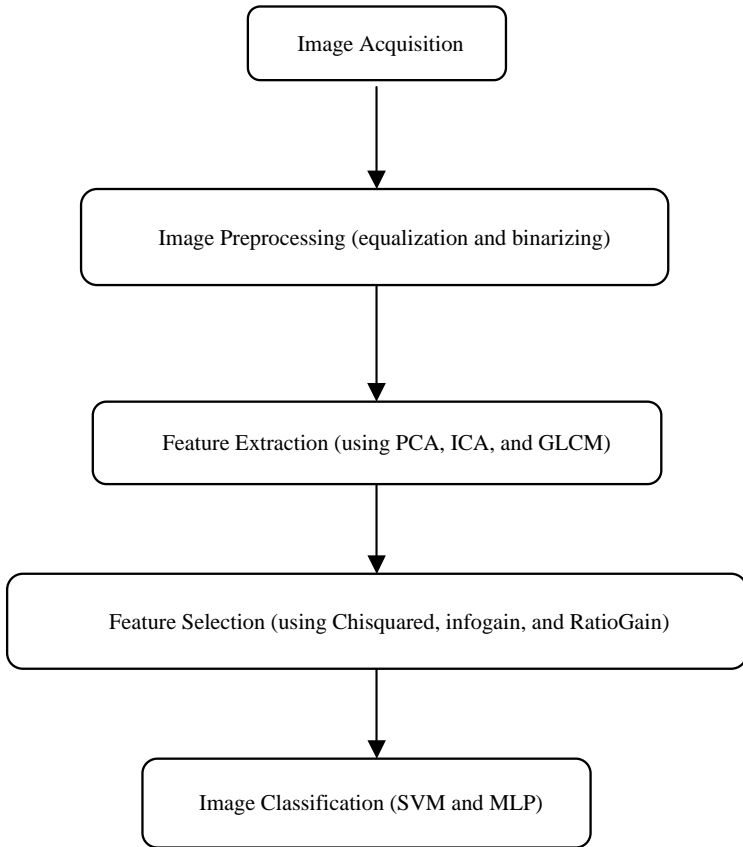 Image Acquisition
Image Preprocessing (equalization and binarizing)
Feature Extraction (using PCA, ICA, and GLCM)
Feature Selection (using Chisquared, infogain, and RatioGain)
Image Classification (SVM and MLP)